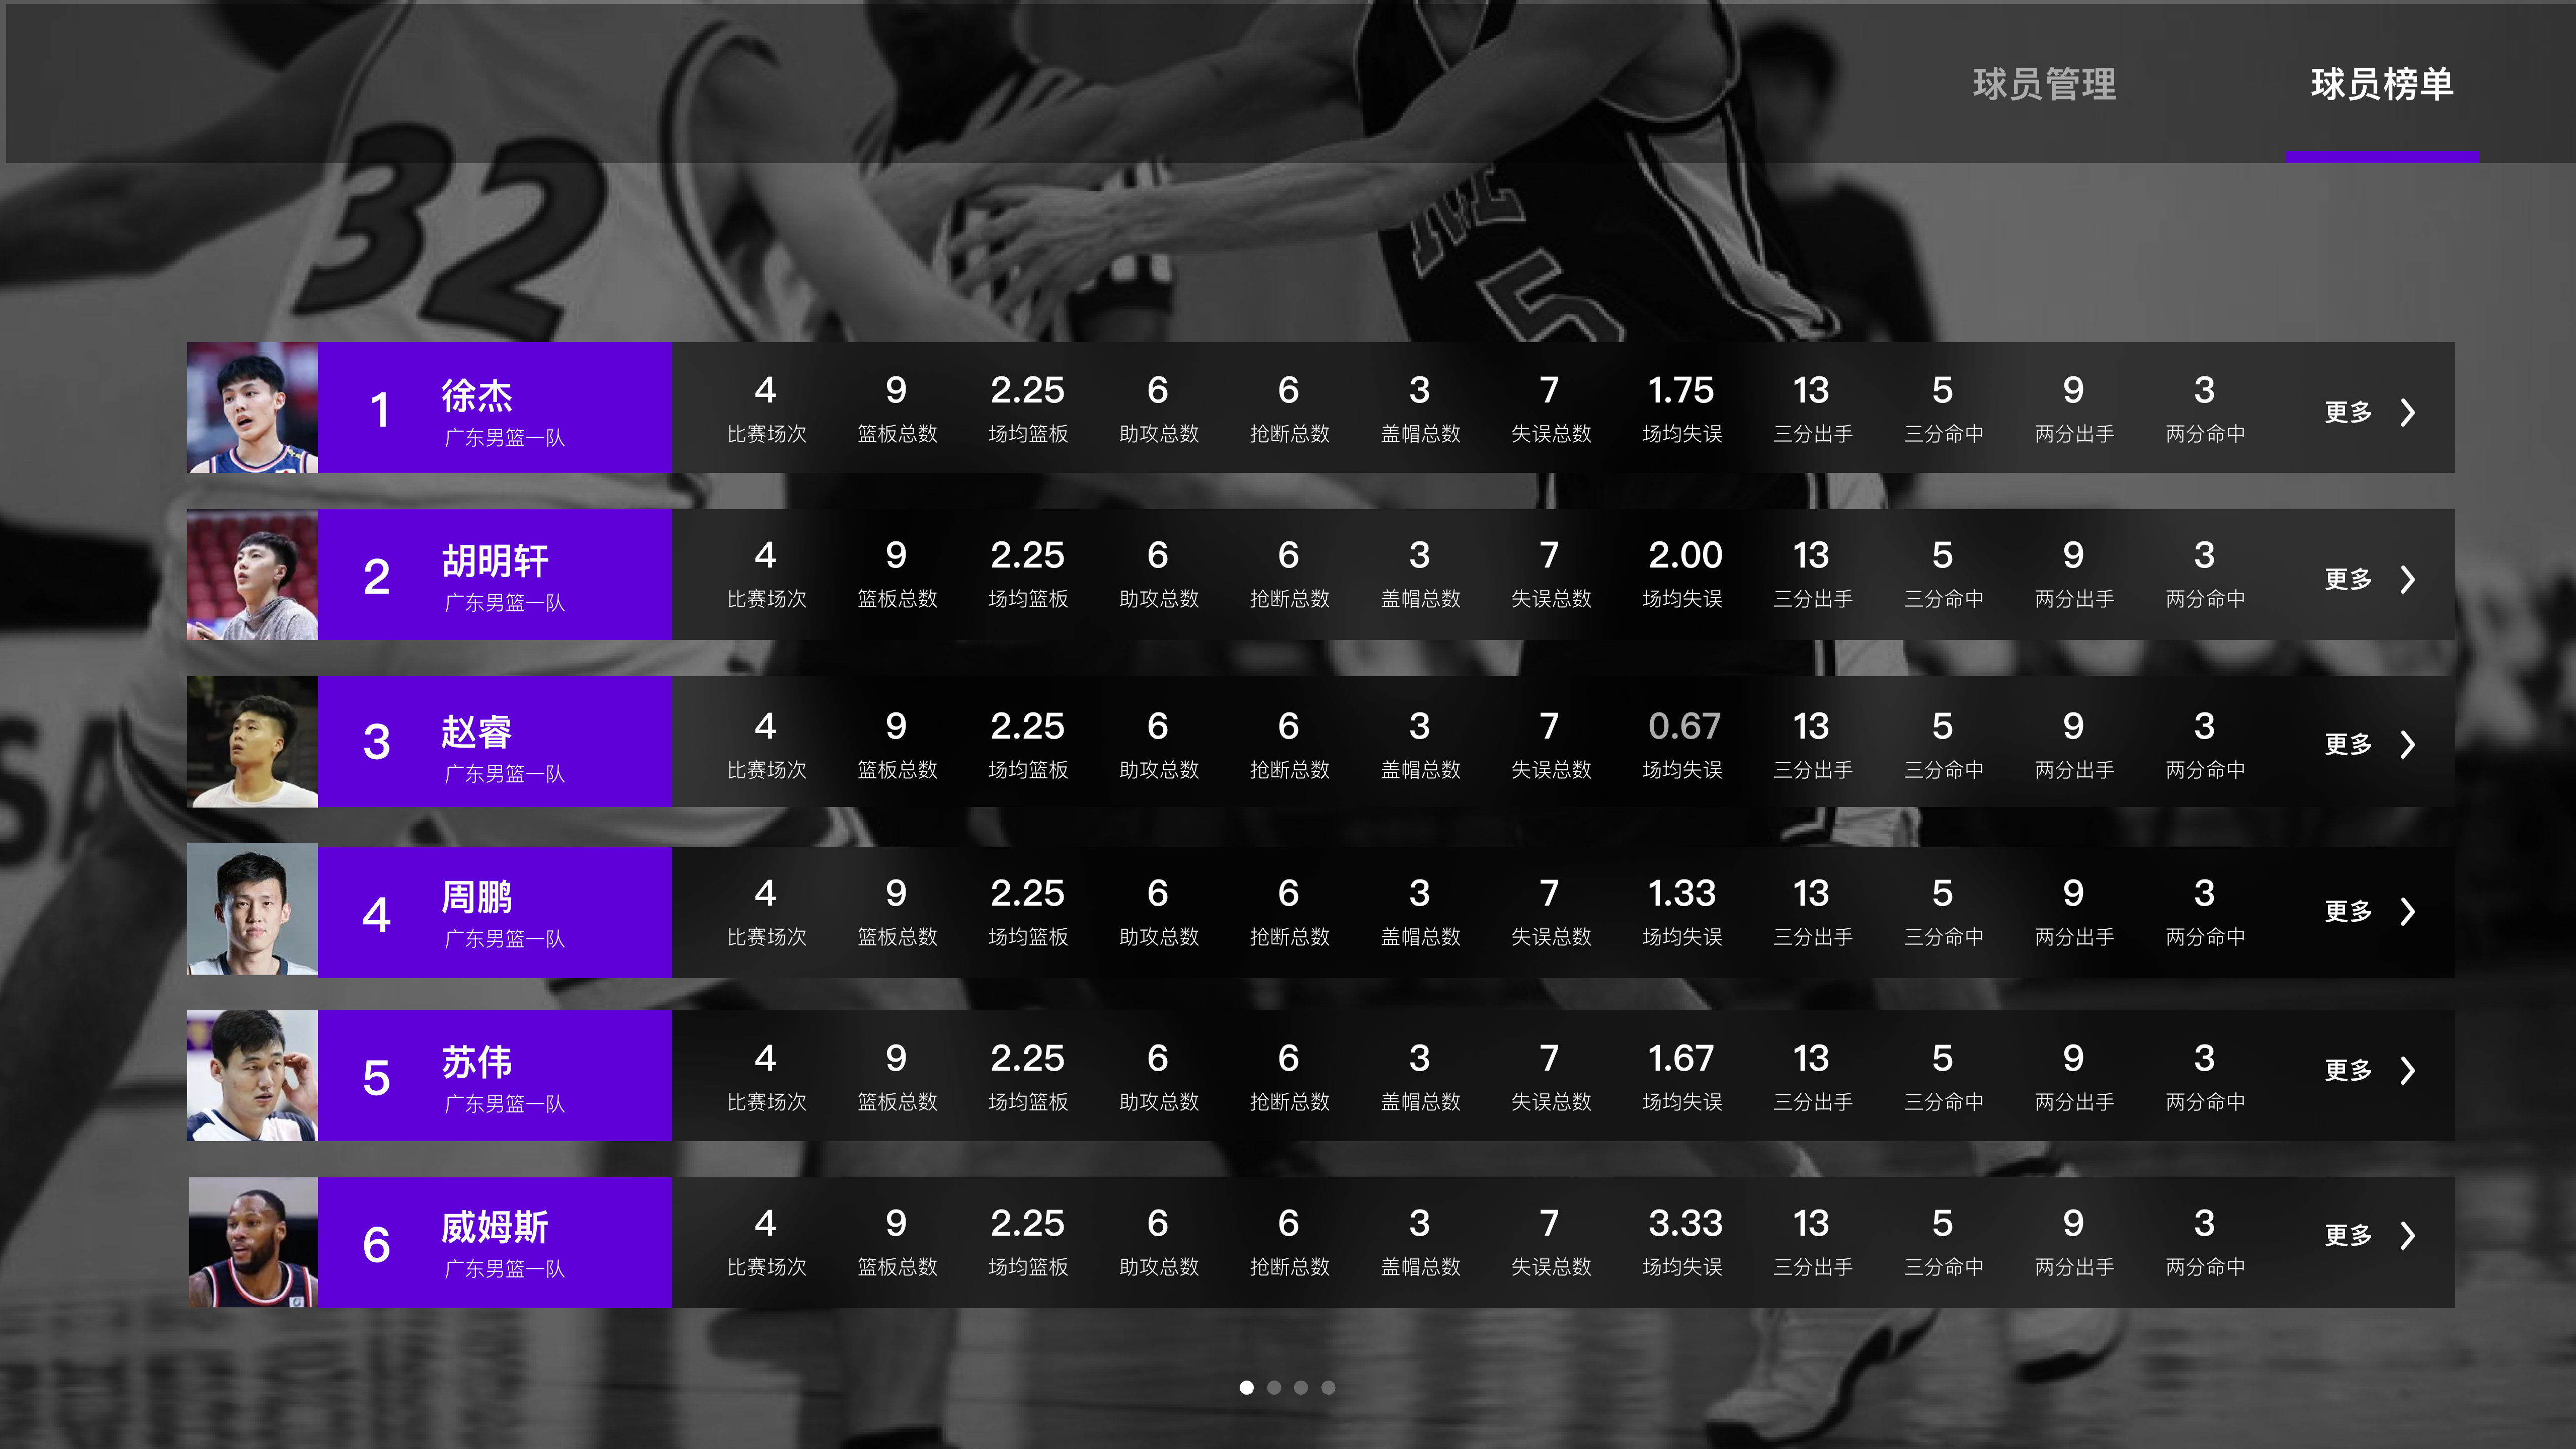 球员管理 球员榜单
32
5
1 徐杰 4 9 2.25 6 6 3 7 1.75 13 5 9 3 更多
广东男篮一队 比赛场次 篮板总数 场均篮板 助攻总数 抢断总数 盖帽总数 失误总数 场均失误 三分出手 三分命中 两分出手 两分命中
2 胡明轩 4 9 2.25 6 6 3 7 2.00 13 5 9 3 更多
广东男篮一队 比赛场次 篮板总数 场均篮板 助攻总数 抢断总数 盖帽总数 失误总数 场均失误 三分出手 三分命中 两分出手 两分命中
3 赵睿 4 9 2.25 6 6 3 7 0.67 13 5 9 3 更多
广东男篮一队 比赛场次 篮板总数 场均篮板 助攻总数 抢断总数 盖帽总数 失误总数 场均失误 三分出手 三分命中 两分出手 两分命中
4 周鹏 4 9 2.25 6 6 3 7 1.33 13 5 9 3 更多
广东男篮一队 比赛场次 篮板总数 场均篮板 助攻总数 抢断总数 盖帽总数 失误总数 场均失误 三分出手 三分命中 两分出手 两分命中
5 苏伟 4 9 2.25 6 6 3 7 1.67 13 5 9 3 更多
广东男篮一队 比赛场次 篮板总数 场均篮板 助攻总数 抢断总数 盖帽总数 失误总数 场均失误 三分出手 三分命中 两分出手 两分命中
6 威姆斯 4 9 2.25 6 6 3 7 3.33 13 5 9 3 更多
广东男篮一队 比赛场次 篮板总数 场均篮板 助攻总数 抢断总数 盖帽总数 失误总数 场均失误 三分出手 三分命中 两分出手 两分命中